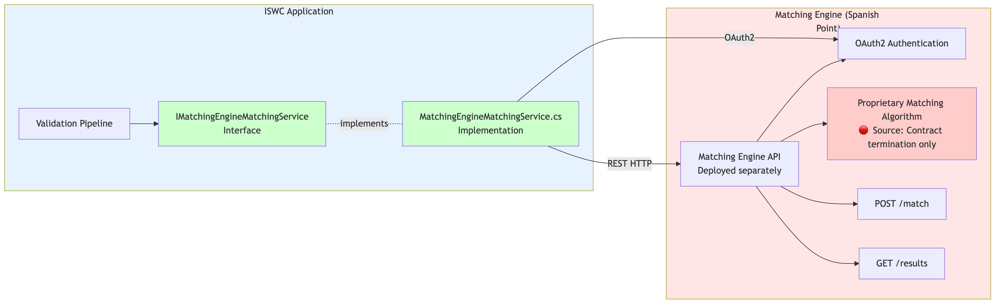 ISWC Application
Validation Pipeline
IMatchingEngineMatchingService
Interface
implements
MatchingEngineMatchingService.cs
Implementation
OAuth2
REST HTTP
Matching Engine (Spanish
Point)
OAuth2 Authentication
Proprietary Matching
Algorithm
🔴 Source: Contract
termination only
Matching Engine API
Deployed separately
POST /match
GET /results